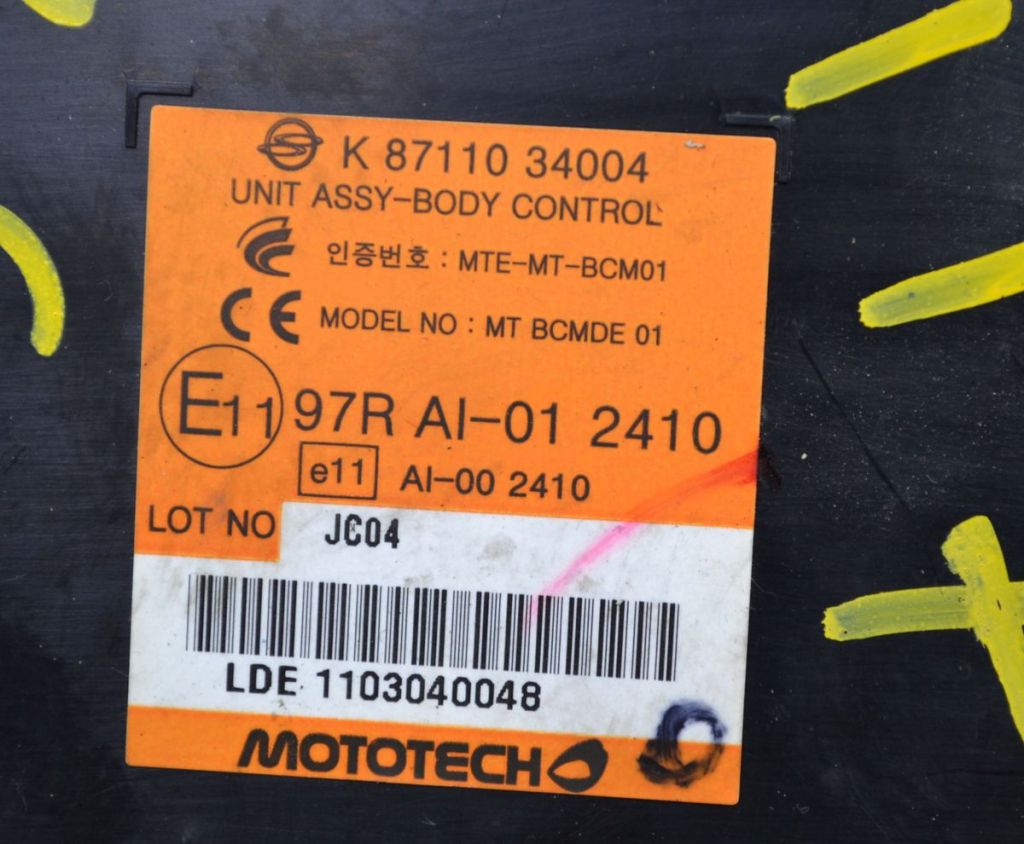 K 87110 34004
UNIT ASSY-BODY CONTROL
인증번호 : MTE-MT-BCM01
CE MODEL NO : MT BCMDE 01
E11 97R AI-01 2410
e11 AI-00 2410
LOT NO JC04
LDE 1103040048
MOTOTECH